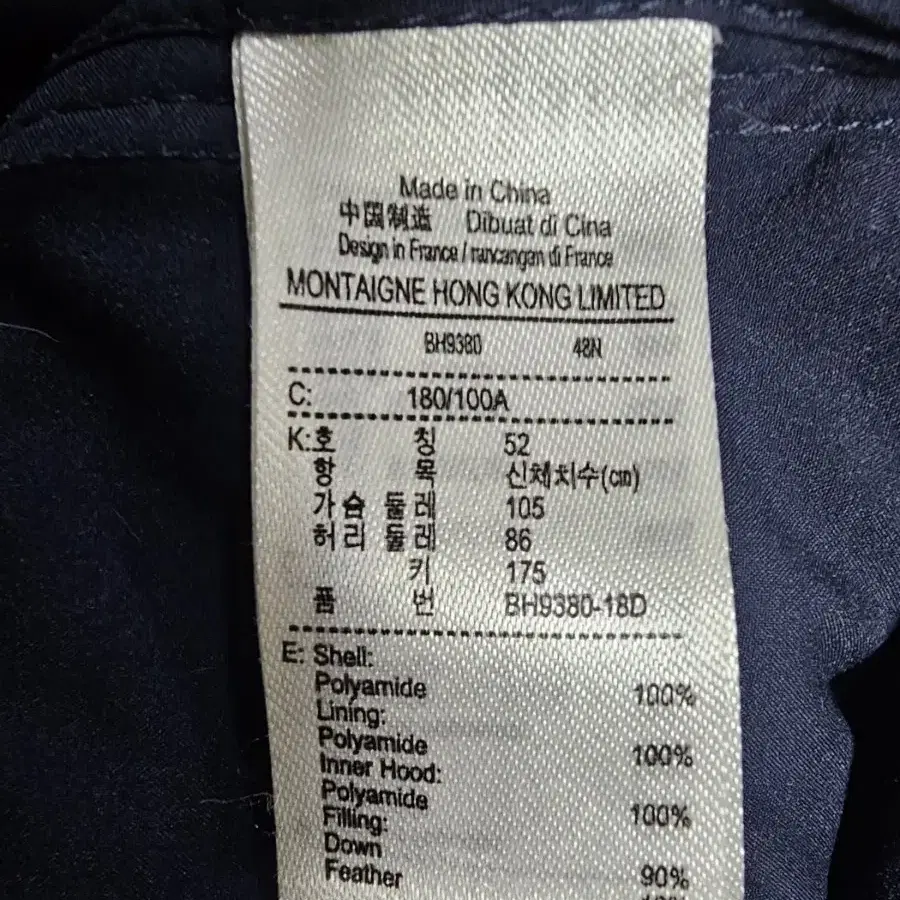 Made in China
中国制造 Dibuat di Cina
Design in France / rancangan di France
MONTAIGNE HONG KONG LIMITED
BH9380 48N
C: 180/100A
K:호 칭 52
항 목 신체치수(cm)
가슴 둘레 105
허리 둘레 86
키 175
품 번 BH9380-18D
E: Shell:
Polyamide 100%
Lining:
Polyamide 100%
Inner Hood:
Polyamide 100%
Filling:
Down
Feather 90%